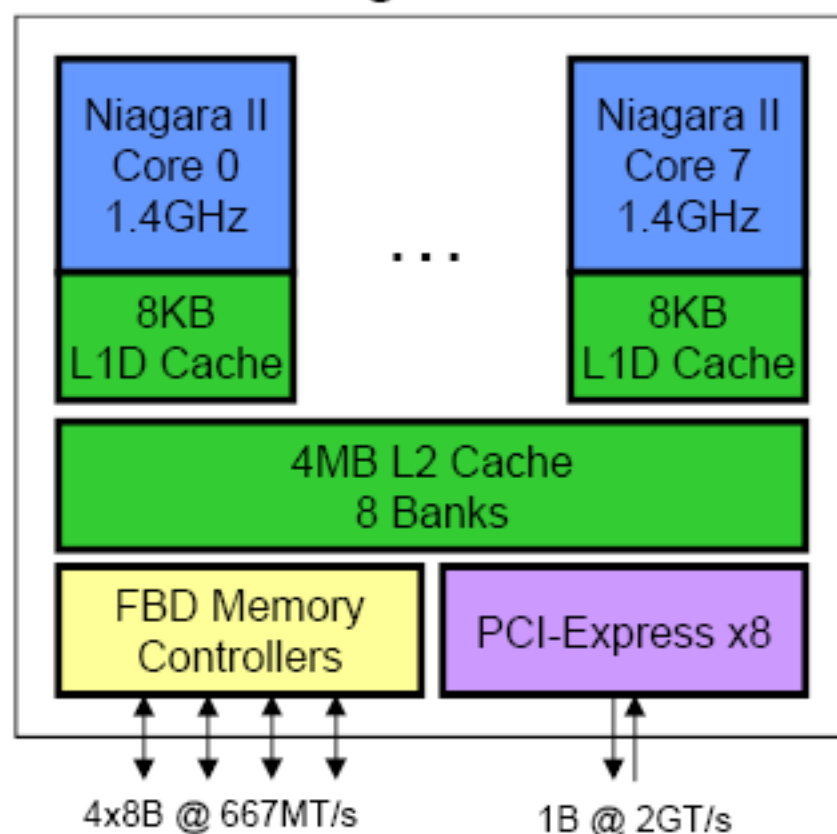 Niagara II
Core 0
1.4GHz
8KB
L1D Cache
...
Niagara II
Core 7
1.4GHz
8KB
L1D Cache
4MB L2 Cache
8 Banks
FBD Memory
Controllers
PCI-Express x8
4x8B @ 667MT/s
1B @ 2GT/s